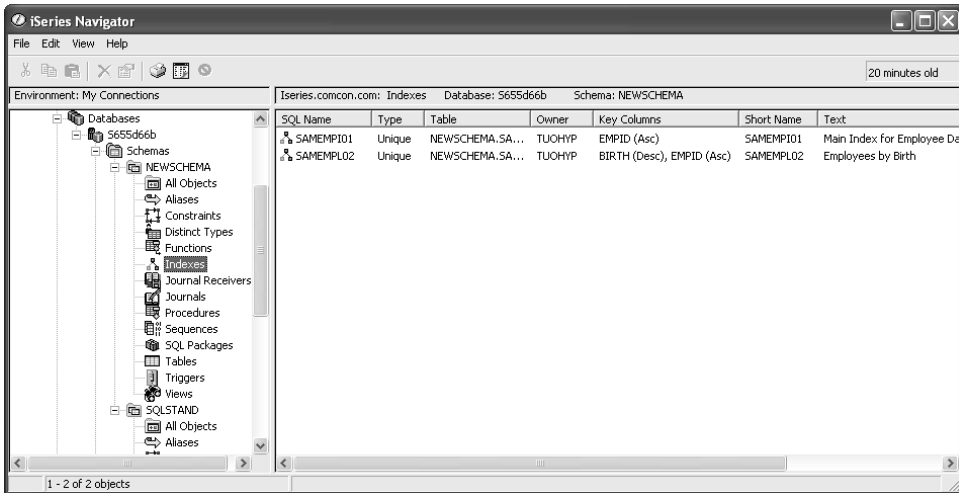 iSeries Navigator
File Edit View Help
20 minutes old
Environment: My Connections
Iseries.comcon.com: Indexes Database: S655d66b Schema: NEWSCHEMA
Databases
S655d66b
Schemas
NEWSCHEMA
All Objects
Aliases
Constraints
Distinct Types
Functions
Indexes
Journal Receivers
Journals
Procedures
Sequences
SQL Packages
Tables
Triggers
Views
SQLSTAND
All Objects
Aliases
SQL Name Type Table Owner Key Columns Short Name Text
SAMEMPI01 Unique NEWSCHEMA.SA... TUOHYP EMPID (Asc) SAMEMPI01 Main Index for Employee Da
SAMEMPL02 Unique NEWSCHEMA.SA... TUOHYP BIRTH (Desc), EMPID (Asc) SAMEMPL02 Employees by Birth
1 - 2 of 2 objects